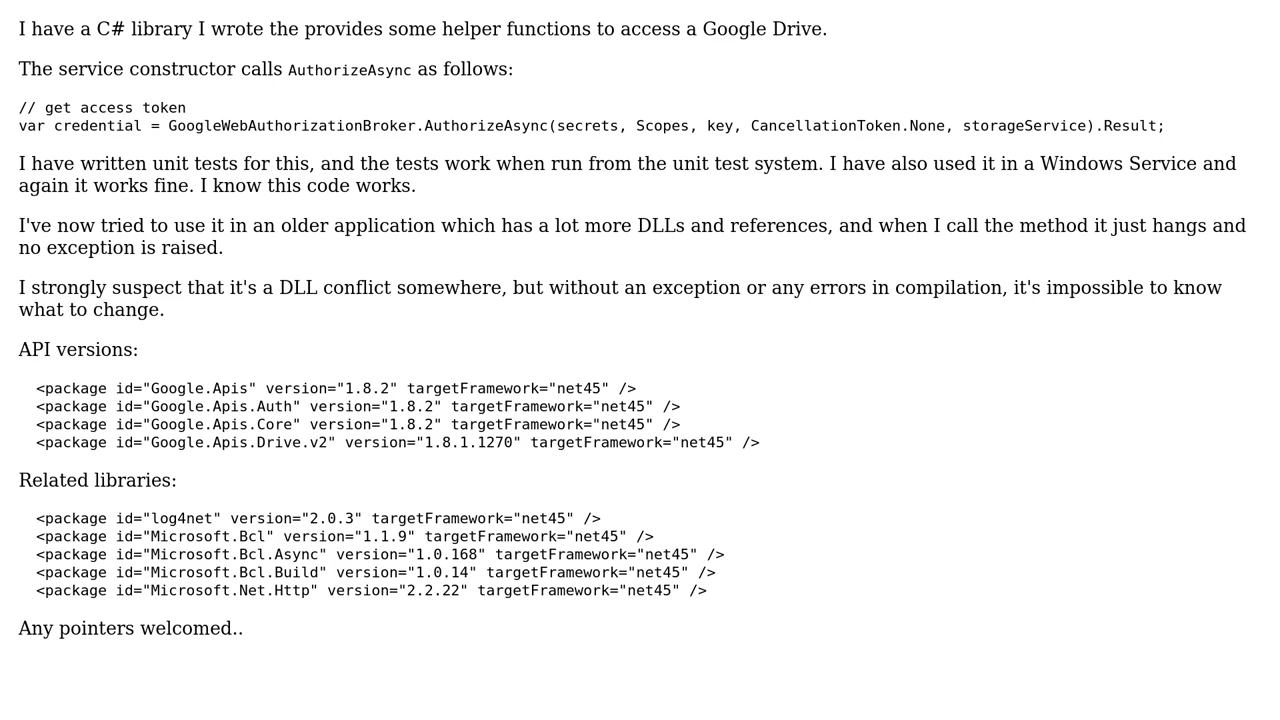 I have a C# library I wrote the provides some helper functions to access a Google Drive.
The service constructor calls AuthorizeAsync as follows:
// get access token
var credential = GoogleWebAuthorizationBroker.AuthorizeAsync(secrets, Scopes, key, CancellationToken.None, storageService).Result;
I have written unit tests for this, and the tests work when run from the unit test system. I have also used it in a Windows Service and
again it works fine. I know this code works.
I've now tried to use it in an older application which has a lot more DLLs and references, and when I call the method it just hangs and
no exception is raised.
I strongly suspect that it's a DLL conflict somewhere, but without an exception or any errors in compilation, it's impossible to know
what to change.
API versions:
<package id="Google.Apis" version="1.8.2" targetFramework="net45" />
<package id="Google.Apis.Auth" version="1.8.2" targetFramework="net45" />
<package id="Google.Apis.Core" version="1.8.2" targetFramework="net45" />
<package id="Google.Apis.Drive.v2" version="1.8.1.1270" targetFramework="net45" />
Related libraries:
<package id="log4net" version="2.0.3" targetFramework="net45" />
<package id="Microsoft.Bcl" version="1.1.9" targetFramework="net45" />
<package id="Microsoft.Bcl.Async" version="1.0.168" targetFramework="net45" />
<package id="Microsoft.Bcl.Build" version="1.0.14" targetFramework="net45" />
<package id="Microsoft.Net.Http" version="2.2.22" targetFramework="net45" />
Any pointers welcomed..